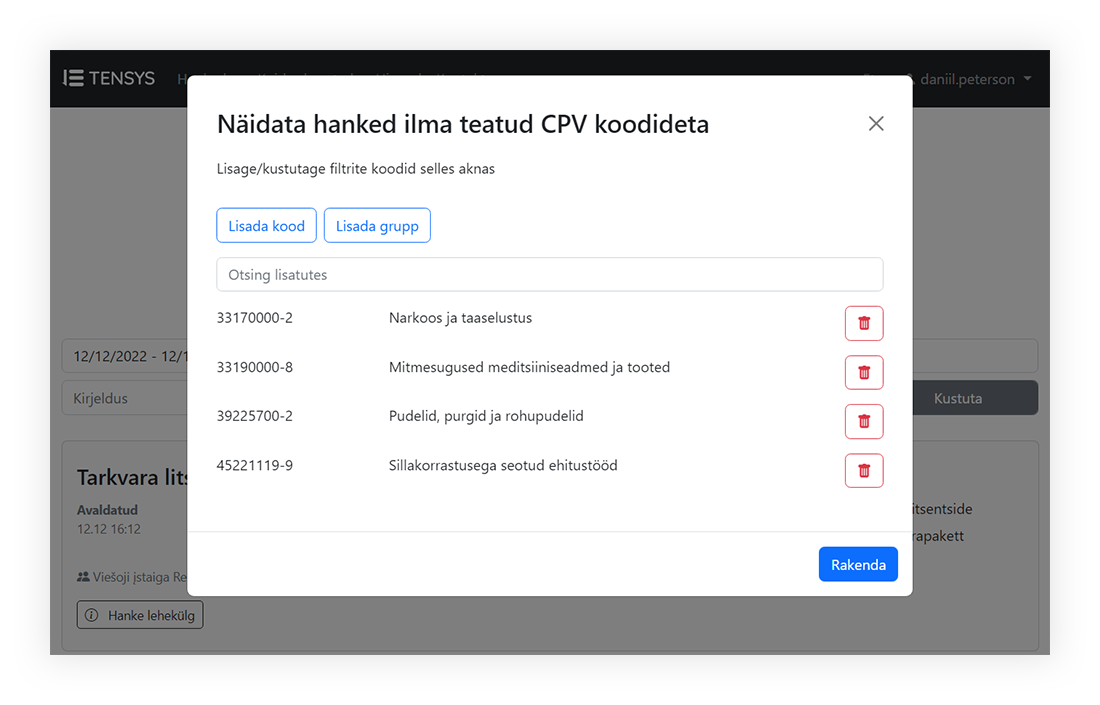 TENSYS
daniil.peterson
Näidata hanked ilma teatud CPV koodideta
Lisage/kustutage filtrite koodid selles aknas
Lisada kood
Lisada grupp
Otsing lisatutes
33170000-2 Narkoos ja taaselustus
33190000-8 Mitmesugused meditsiiniseadmed ja tooted
39225700-2 Pudelid, purgid ja rohupudelid
45221119-9 Sillakorrastusega seotud ehitustööd
Rakenda
12/12/2022 - 12/1
Kirjeldus
Kustuta
Tarkvara lits
Avaldatud
12.12 16:12
itsentside
rapakett
Viešoji įstaiga Re
Hanke lehekülg